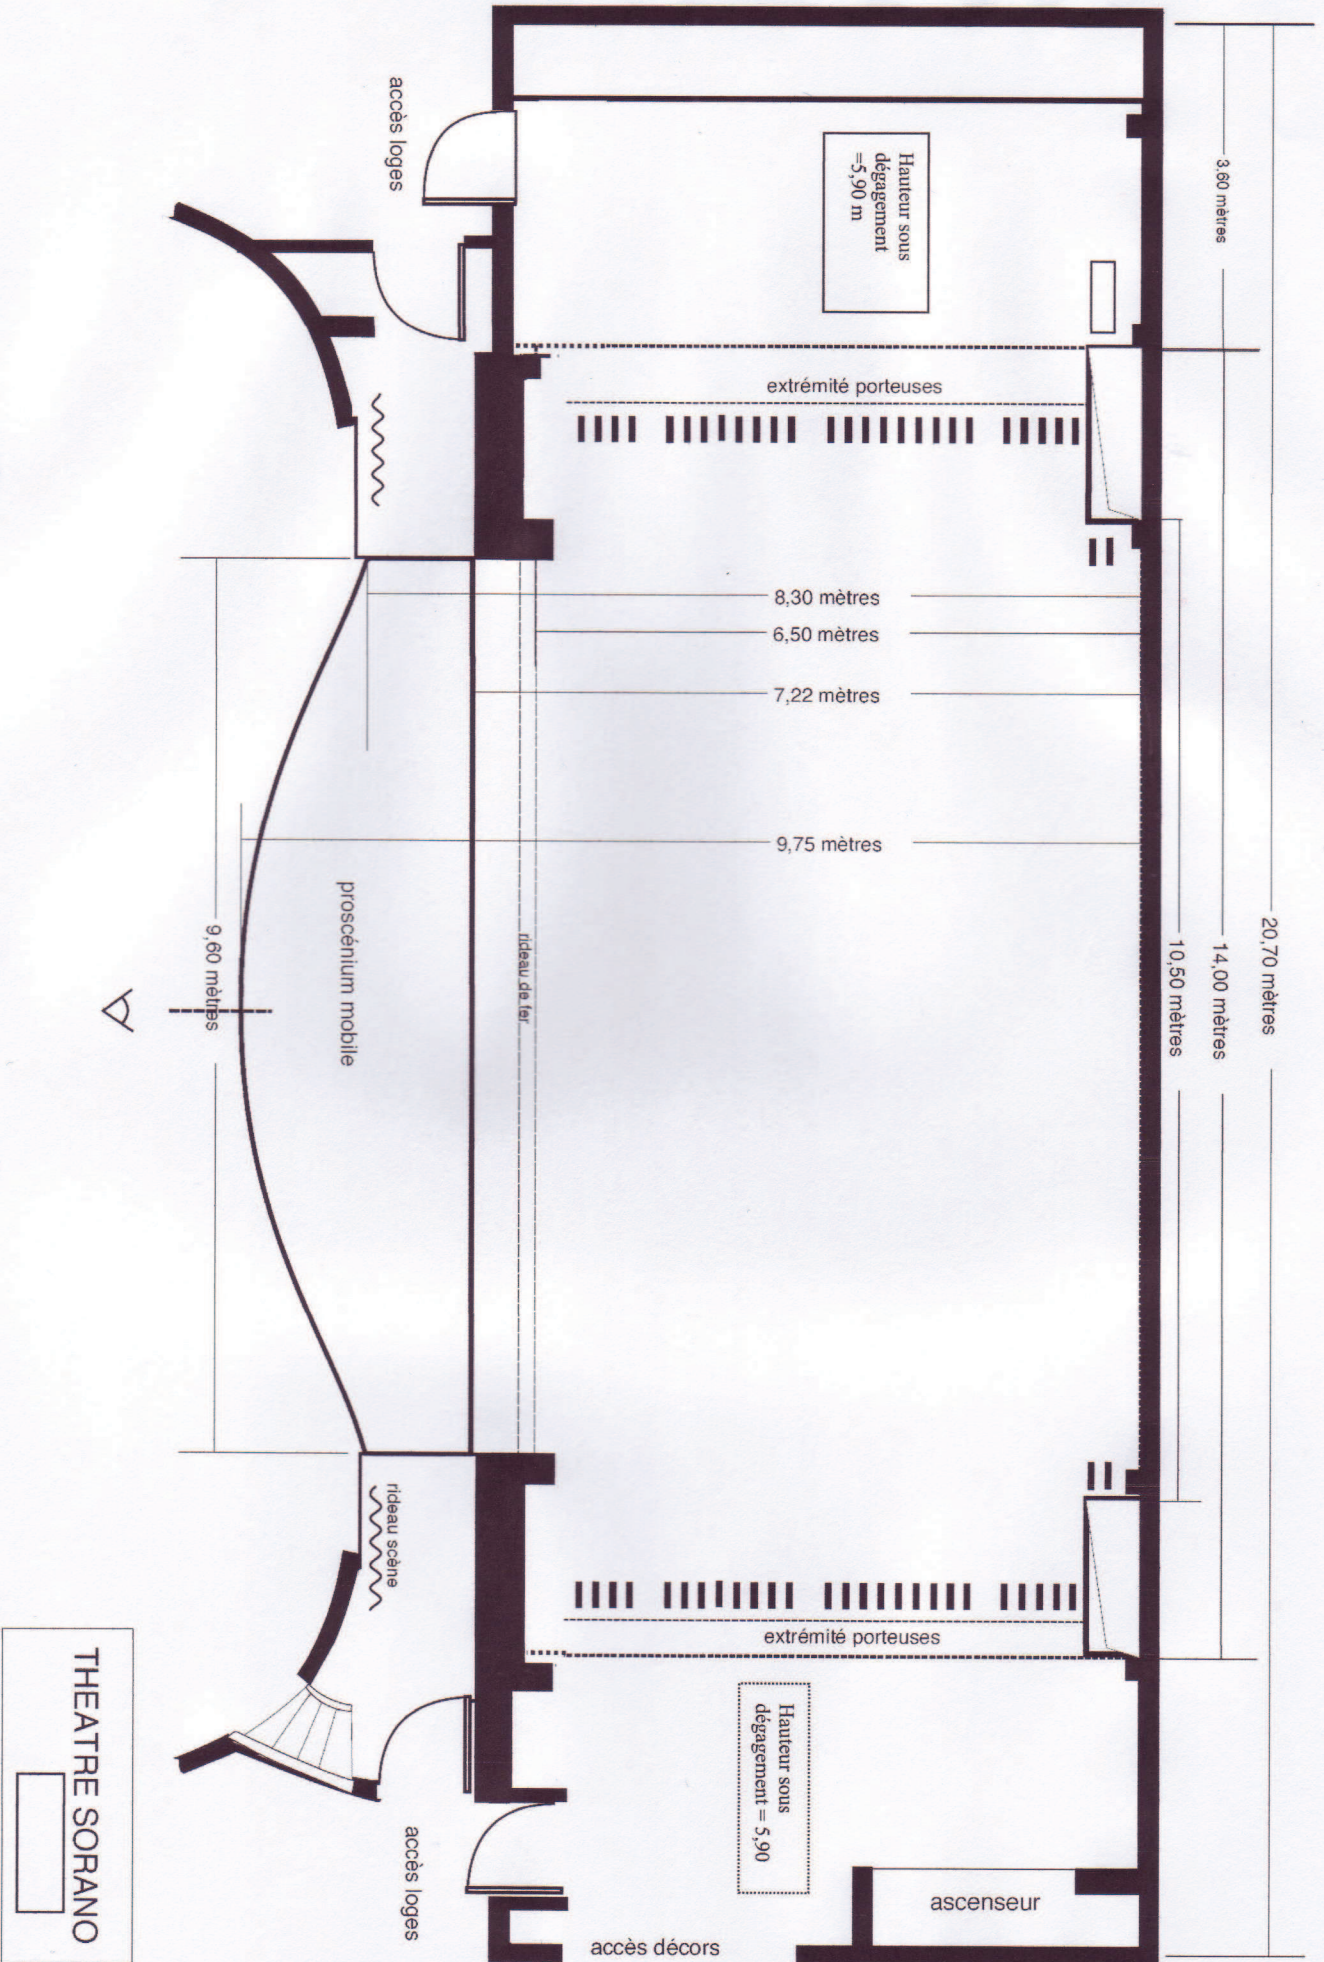 accès loges
Hauteur sous
dégagement
=5,90 m
3,60 mètres
extrémité porteuses
8,30 mètres
6,50 mètres
7,22 mètres
9,75 mètres
20,70 mètres
14,00 mètres
10,50 mètres
rideau de fer
proscénium mobile
9,60 mètres
rideau scène
extrémité porteuses
Hauteur sous
dégagement = 5,90
accès loges
ascenseur
accès décors
THEATRE SORANO